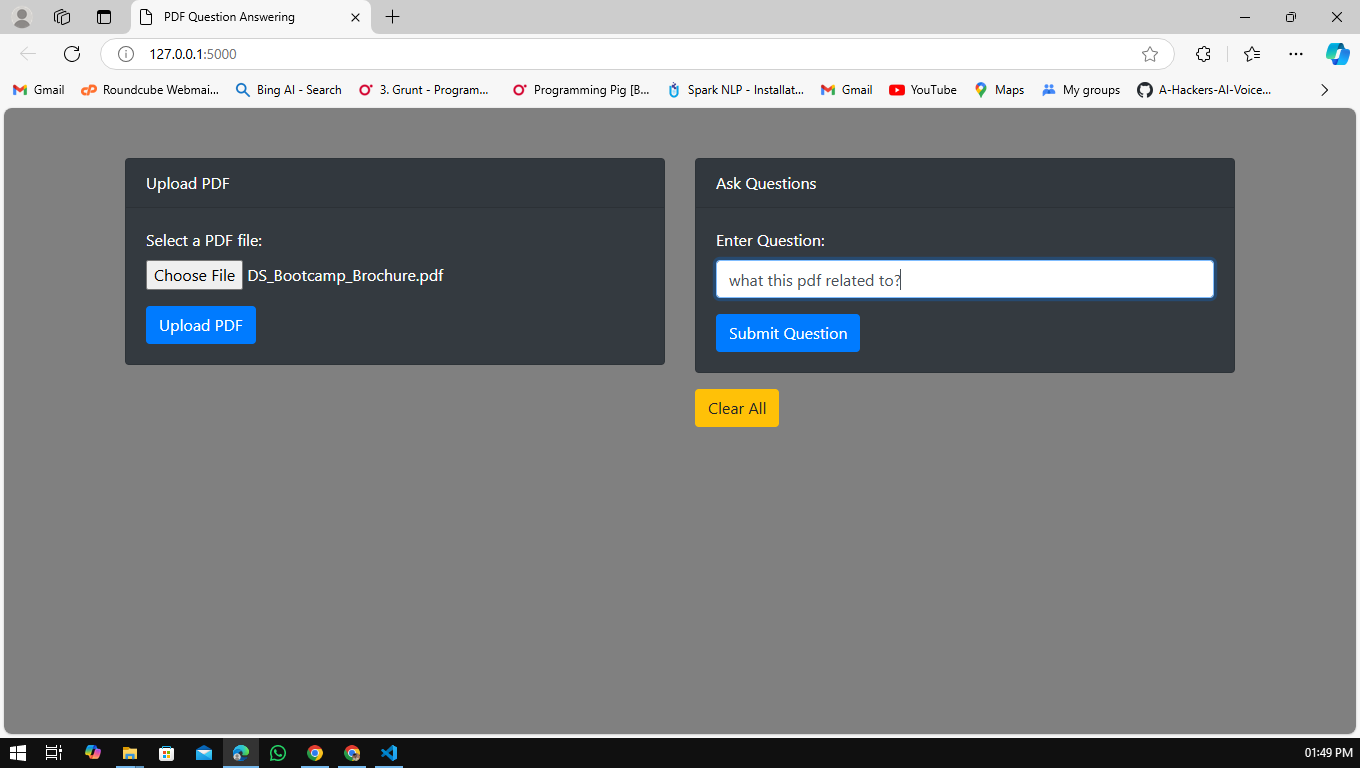 PDF Question Answering
127.0.0.1:5000
Gmail
Roundcube Webmai...
Bing AI - Search
3. Grunt - Program...
Programming Pig [B...
Spark NLP - Installat...
Gmail
YouTube
Maps
My groups
A-Hackers-AI-Voice...
Upload PDF
Select a PDF file:
Choose File DS_Bootcamp_Brochure.pdf
Upload PDF
Ask Questions
Enter Question:
what this pdf related to?
Submit Question
Clear All
01:49 PM